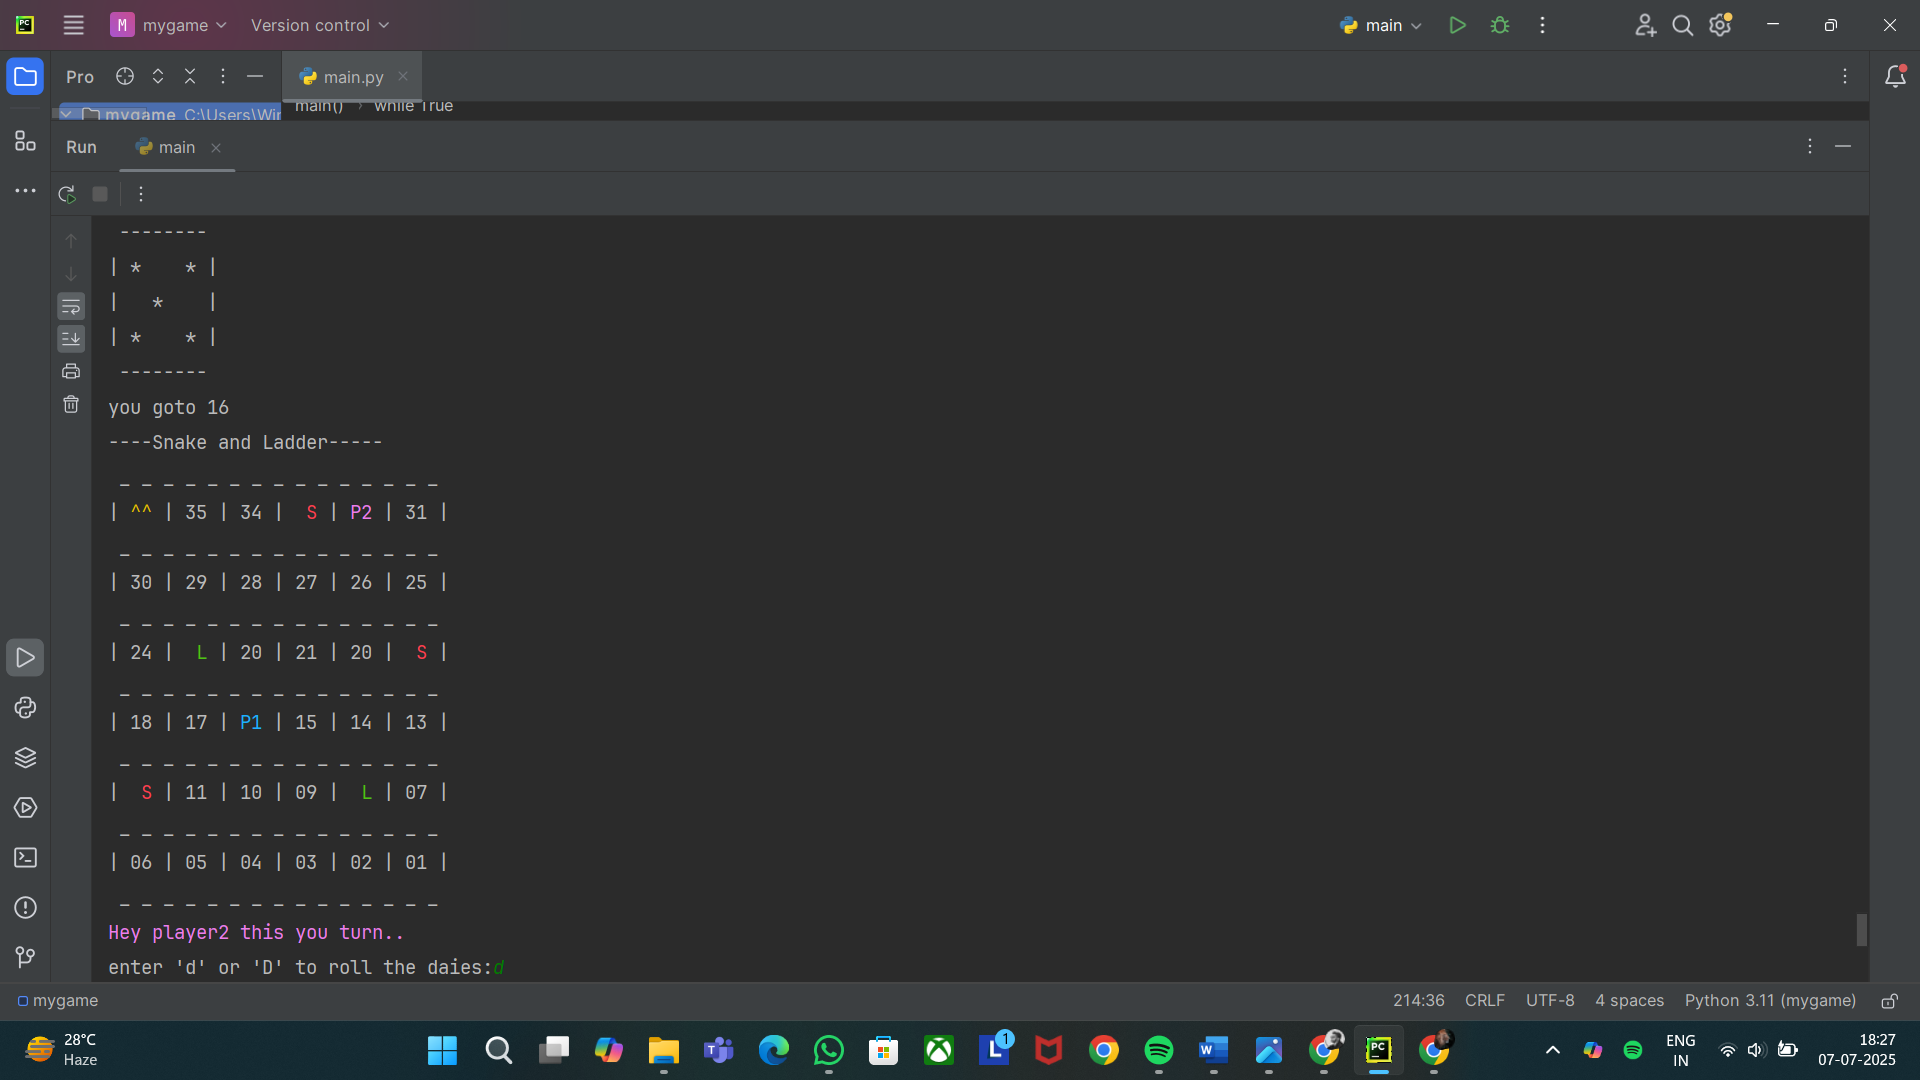 PC M mygame Version control main
Pro main.py
mygame C:\Users\Wir main() › while True
Run main
--------
| *    * |
|   *    |
| *    * |
--------
you goto 16
----Snake and Ladder-----
_ _ _ _ _ _ _ _ _ _ _ _ _ _ _
| ^^ | 35 | 34 |  S | P2 | 31 |
_ _ _ _ _ _ _ _ _ _ _ _ _ _ _
| 30 | 29 | 28 | 27 | 26 | 25 |
_ _ _ _ _ _ _ _ _ _ _ _ _ _ _
| 24 |  L | 20 | 21 | 20 |  S |
_ _ _ _ _ _ _ _ _ _ _ _ _ _ _
| 18 | 17 | P1 | 15 | 14 | 13 |
_ _ _ _ _ _ _ _ _ _ _ _ _ _ _
|  S | 11 | 10 | 09 |  L | 07 |
_ _ _ _ _ _ _ _ _ _ _ _ _ _ _
| 06 | 05 | 04 | 03 | 02 | 01 |
_ _ _ _ _ _ _ _ _ _ _ _ _ _ _
Hey player2 this you turn..
enter 'd' or 'D' to roll the daies:d
mygame 214:36 CRLF UTF-8 4 spaces Python 3.11 (mygame)
28°C ENG 18:27
Haze L 1 W PC IN 07-07-2025